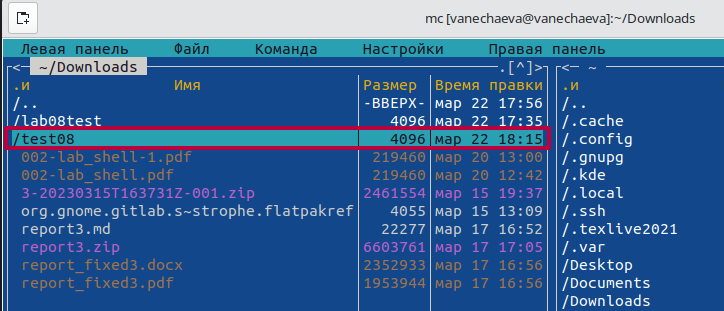 mc [vanechaeva@vanechaeva]:~/Downloads
Левая панель Файл Команда Настройки Правая панель
<─ ~/Downloads .[^]>
.и Имя Размер Время правки
/.. -ВВЕРХ- мар 22 17:56
/lab08test 4096 мар 22 17:35
/test08 4096 мар 22 18:15
002-lab_shell-1.pdf 219460 мар 20 13:00
002-lab_shell.pdf 219460 мар 20 12:42
3-20230315T163731Z-001.zip 2461554 мар 15 19:37
org.gnome.gitlab.s~strophe.flatpakref 4055 мар 15 13:09
report3.md 22277 мар 17 16:52
report3.zip 6603761 мар 17 17:05
report_fixed3.docx 2352933 мар 17 16:56
report_fixed3.pdf 1953944 мар 17 16:56
<─ ~
.и
/..
/.cache
/.config
/.gnupg
/.kde
/.local
/.ssh
/.texlive2021
/.var
/Desktop
/Documents
/Downloads